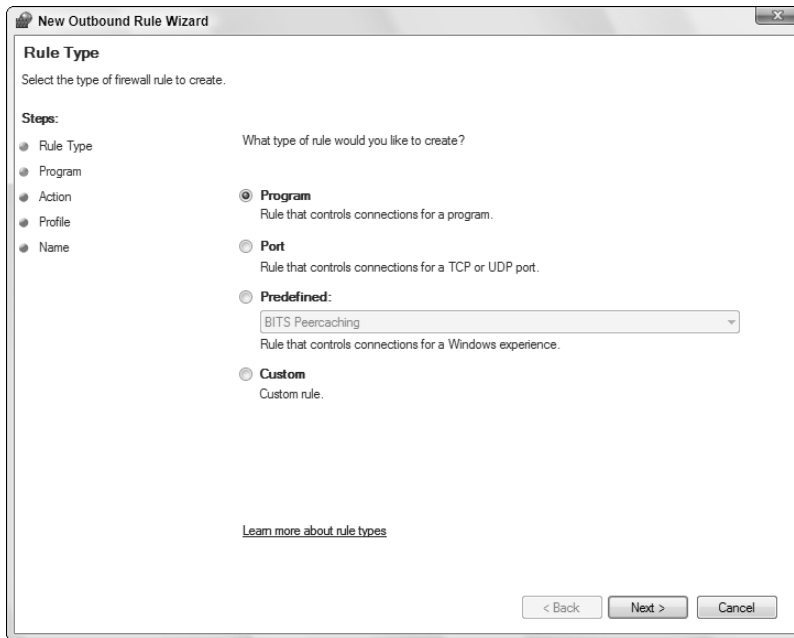 New Outbound Rule Wizard
Rule Type
Select the type of firewall rule to create.
Steps:
Rule Type
Program
Action
Profile
Name
What type of rule would you like to create?
Program
Rule that controls connections for a program.
Port
Rule that controls connections for a TCP or UDP port.
Predefined:
BITS Peercaching
Rule that controls connections for a Windows experience.
Custom
Custom rule.
Learn more about rule types
< Back
Next >
Cancel